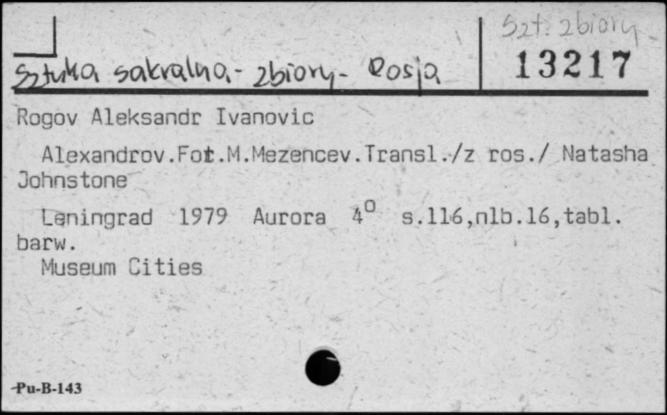 Szt. zbiory
Sztuka sakralna - zbiory - Rosja
13217
Rogov Aleksandr Ivanovic
Alexandrov.Fot.M.Mezencev.Transl./z ros./ Natasha
Johnstone
Leningrad 1979 Aurora 4° s.116,nlb.16,tabl.
barw.
Museum Cities
Pu-B-143